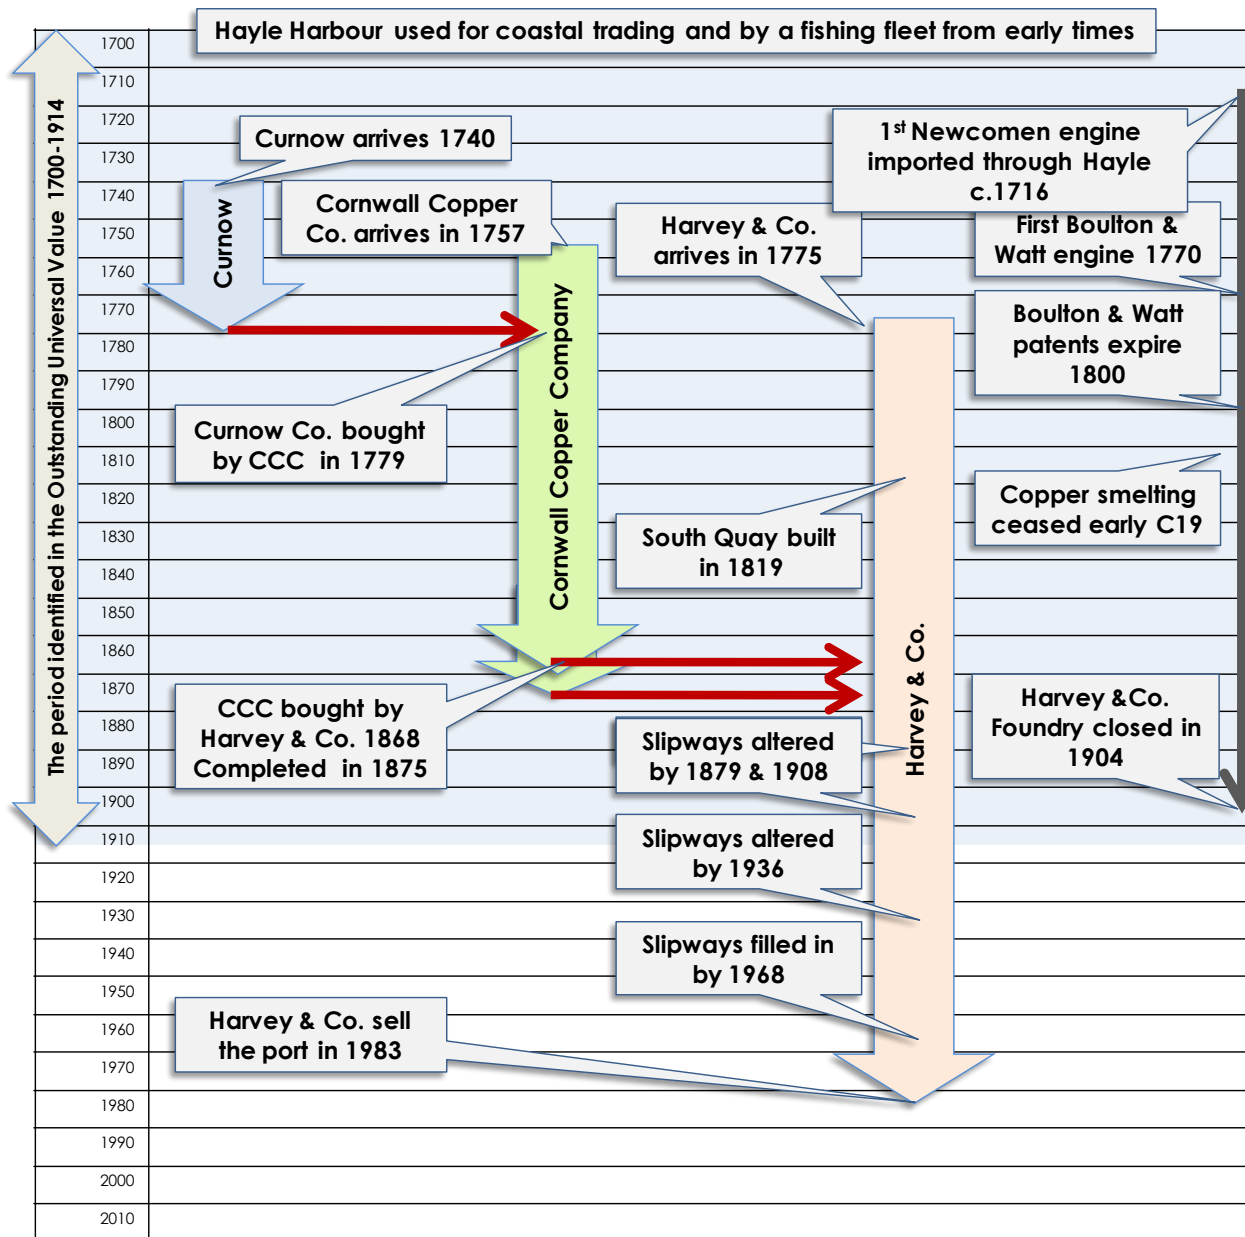 Hayle Harbour used for coastal trading and by a fishing fleet from early times
The period identified in the Outstanding Universal Value 1700-1914
1700
1710
1720
1730
1740
1750
1760
1770
1780
1790
1800
1810
1820
1830
1840
1850
1860
1870
1880
1890
1900
1910
1920
1930
1940
1950
1960
1970
1980
1990
2000
2010
Curnow arrives 1740
Curnow
Cornwall Copper
Co. arrives in 1757
Cornwall Copper Company
Curnow Co. bought
by CCC in 1779
CCC bought by
Harvey & Co. 1868
Completed in 1875
Harvey & Co. sell
the port in 1983
Harvey & Co.
arrives in 1775
Harvey & Co.
South Quay built
in 1819
Slipways altered
by 1879 & 1908
Slipways altered
by 1936
Slipways filled in
by 1968
1st Newcomen engine
imported through Hayle
c.1716
First Boulton &
Watt engine 1770
Boulton & Watt
patents expire
1800
Copper smelting
ceased early C19
Harvey &Co.
Foundry closed in
1904